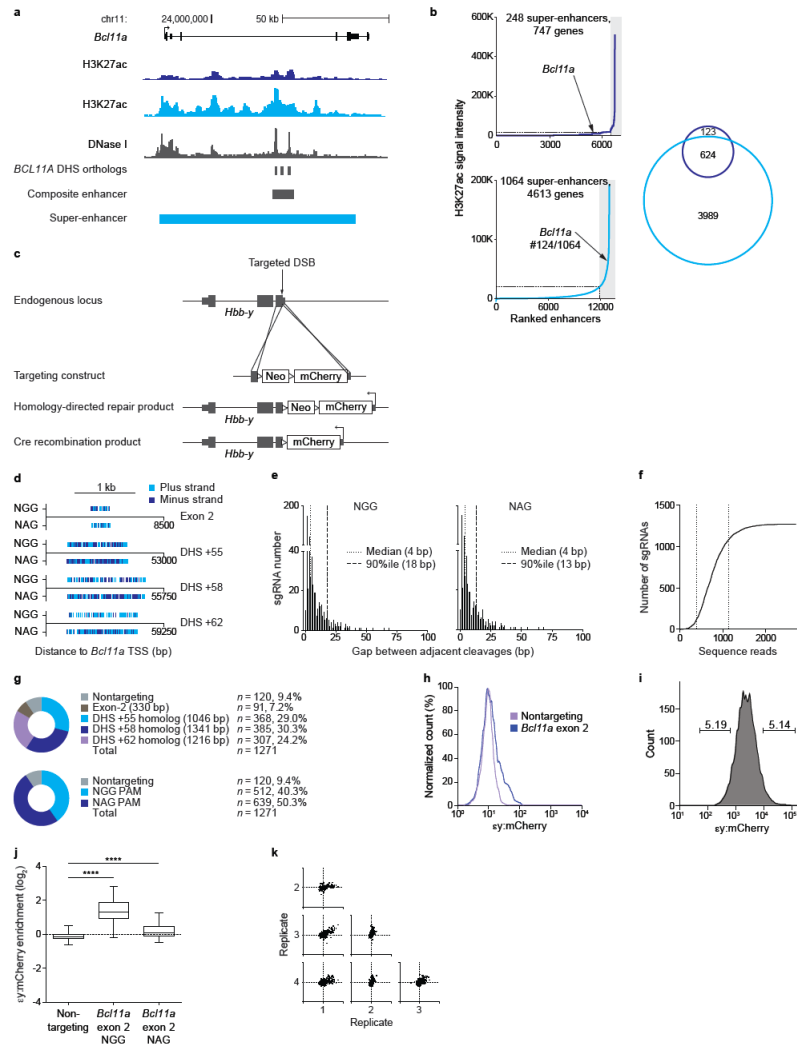 a
chr11: 24,000,000 50 kb
Bcl11a
H3K27ac
H3K27ac
DNase I
BCL11A DHS orthologs
Composite enhancer
Super-enhancer
b
H3K27ac signal intensity
600K
400K
200K
100K
0
248 super-enhancers,
747 genes
Bcl11a
0 3000 6000
200K
100K
0
1064 super-enhancers,
4613 genes
Bcl11a
#124/1064
0 6000 12000
Ranked enhancers
123
624
3989
c
Targeted DSB
Endogenous locus
Hbb-y
Targeting construct
Neo mCherry
Homology-directed repair product
Neo mCherry
Hbb-y
Cre recombination product
mCherry
Hbb-y
d
1 kb
Plus strand
Minus strand
NGG
NAG
Exon 2
8500
NGG
NAG
DHS +55
53000
NGG
NAG
DHS +58
55750
NGG
NAG
DHS +62
59250
Distance to Bcl11a TSS (bp)
e
sgRNA number
200
40
20
0
NGG
Median (4 bp)
90%ile (18 bp)
0 25 50 75 100
NAG
Median (4 bp)
90%ile (13 bp)
0 25 50 75 100
Gap between adjacent cleavages (bp)
f
Number of sgRNAs
1500
1000
500
0
0 1000 2000
Sequence reads
g
Nontargeting n = 120, 9.4%
Exon-2 (330 bp) n = 91, 7.2%
DHS +55 homolog (1046 bp) n = 368, 29.0%
DHS +58 homolog (1341 bp) n = 385, 30.3%
DHS +62 homolog (1216 bp) n = 307, 24.2%
Total n = 1271
Nontargeting n = 120, 9.4%
NGG PAM n = 512, 40.3%
NAG PAM n = 639, 50.3%
Total n = 1271
h
Normalized count (%)
100
80
60
40
20
0
Nontargeting
Bcl11a exon 2
10⁰ 10¹ 10² 10³ 10⁴
εy:mCherry
i
Count
150
100
50
0
5.19 5.14
10¹ 10² 10³ 10⁴ 10⁵
εy:mCherry
j
εy:mCherry enrichment (log₂)
4
2
0
-2
-4
****
****
Non-
targeting
Bcl11a
exon 2
NGG
Bcl11a
exon 2
NAG
k
Replicate
2
3
4
1 2 3
Replicate